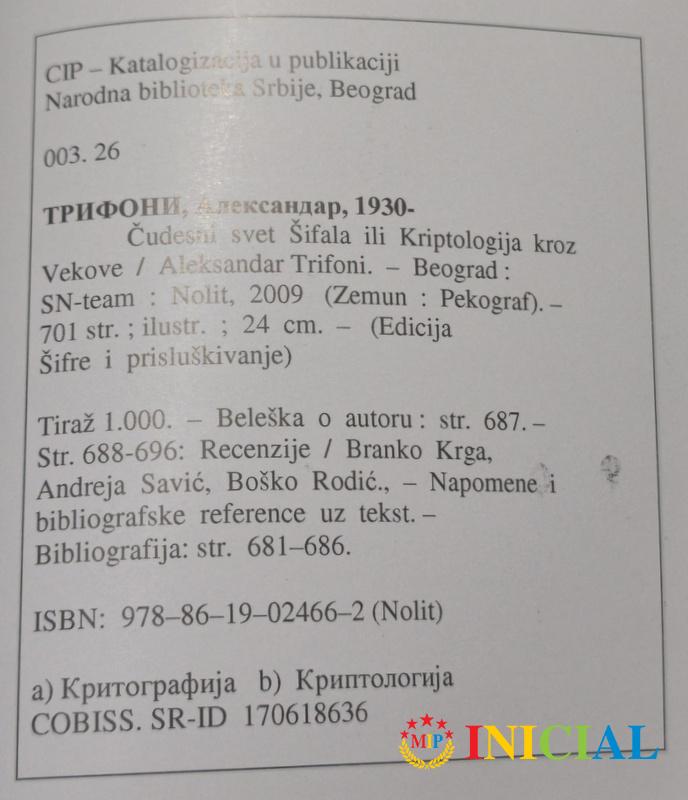 CIP – Katalogizacija u publikaciji
Narodna biblioteka Srbije, Beograd
003. 26
ТРИФОНИ, Александар, 1930-
Čudesni svet Šifala ili Kriptologija kroz
Vekove / Aleksandar Trifoni. – Beograd :
SN-team : Nolit, 2009 (Zemun : Pekograf). –
701 str. ; ilustr. ; 24 cm. – (Edicija
Šifre i prisluškivanje)
Tiraž 1.000. – Beleška o autoru : str. 687. –
Str. 688-696: Recenzije / Branko Krga,
Andreja Savić, Boško Rodić., – Napomene i
bibliografske reference uz tekst. –
Bibliografija: str. 681–686.
ISBN: 978–86–19–02466–2 (Nolit)
a) Критографија b) Криптологија
COBISS. SR-ID 170618636
MIP INICIAL